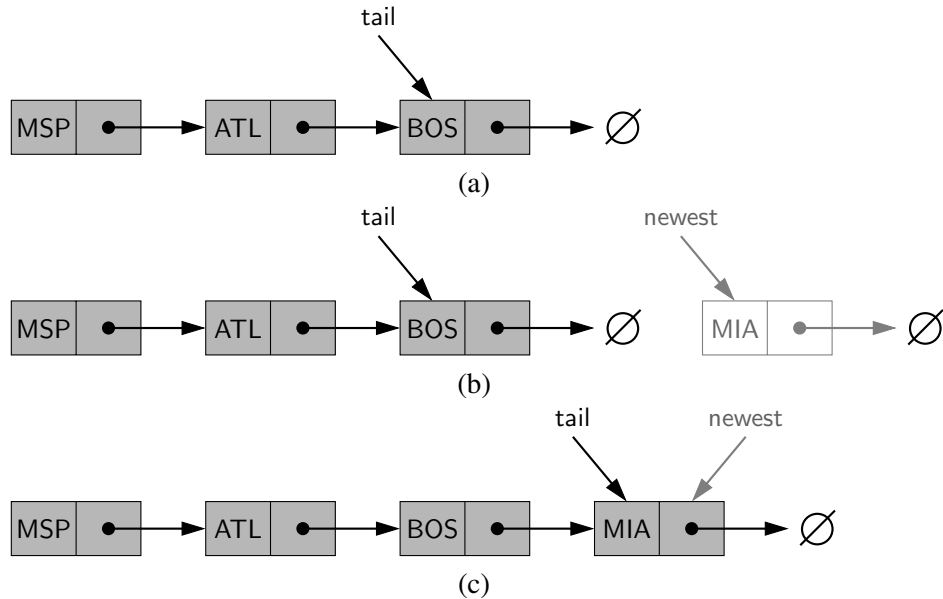 tail
MSP ATL BOS ∅
(a)
tail newest
MSP ATL BOS ∅ MIA ∅
(b)
tail newest
MSP ATL BOS MIA ∅
(c)